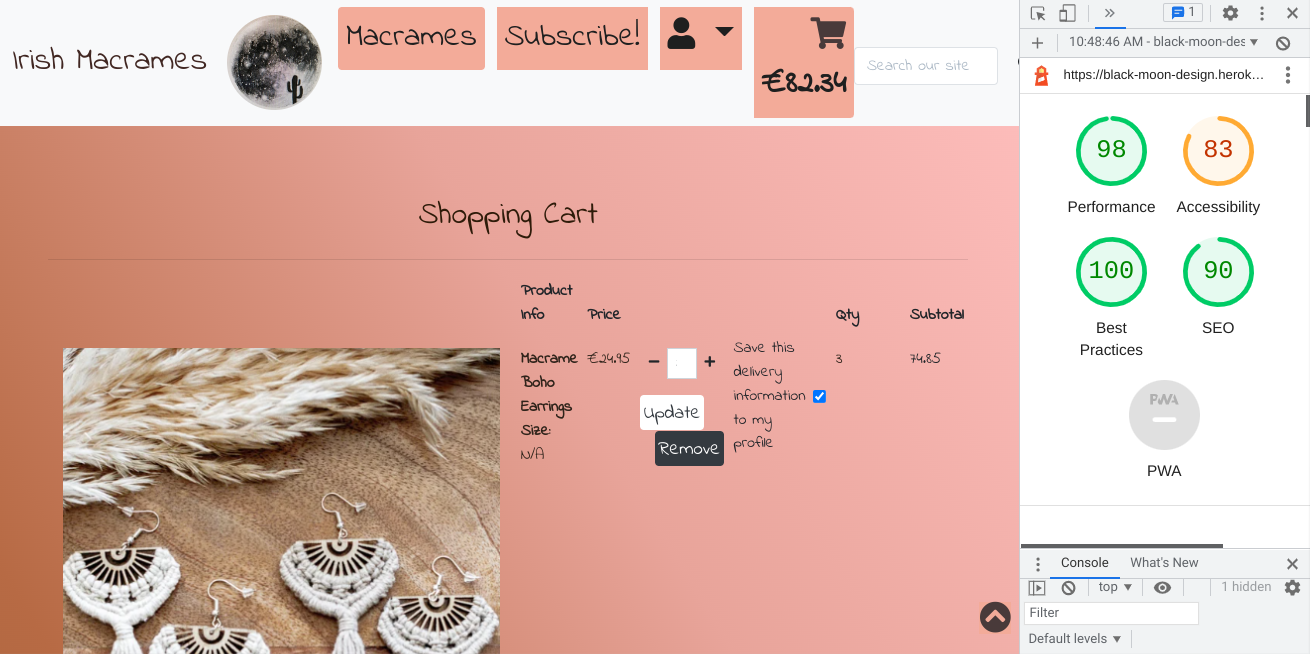 Irish Macrames
Macrames
Subscribe!
€82.34
Search our site
Shopping Cart
Product
Info
Price
Qty
Subtotal
Macrame
Boho
Earrings
Size:
N/A
€24.95
Update
Remove
Save this
delivery
information
to my
profile
3
74.85
1
10:48:46 AM - black-moon-des
https://black-moon-design.herok...
98
Performance
83
Accessibility
100
Best
Practices
90
SEO
PWA
PWA
Console
What's New
top
1 hidden
Filter
Default levels